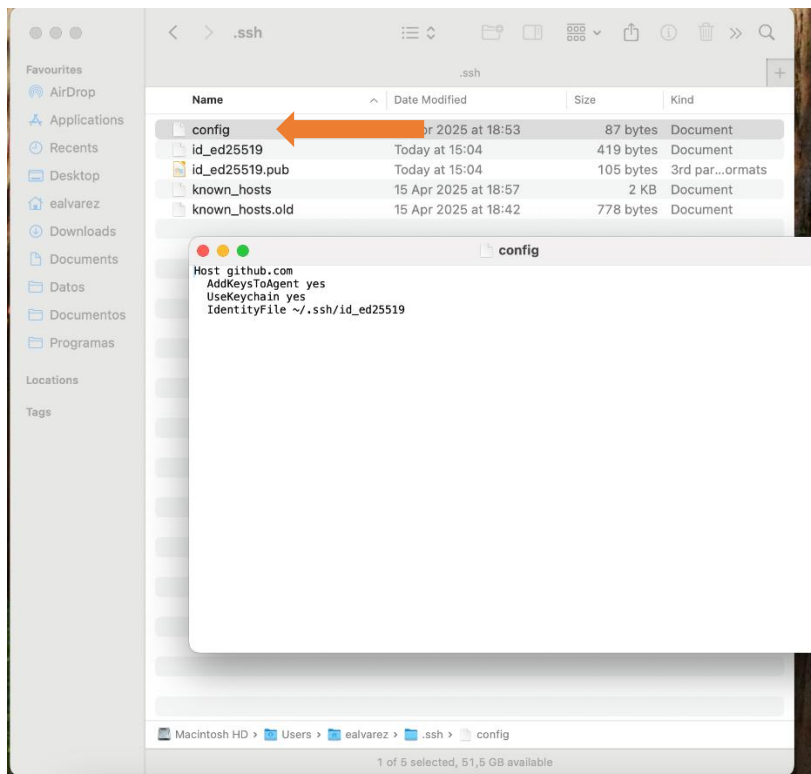 .ssh
.ssh
Favourites
AirDrop
Applications
Recents
Desktop
ealvarez
Downloads
Documents
Datos
Documentos
Programas
Locations
Tags
Name Date Modified Size Kind
config pr 2025 at 18:53 87 bytes Document
id_ed25519 Today at 15:04 419 bytes Document
id_ed25519.pub Today at 15:04 105 bytes 3rd par...ormats
known_hosts 15 Apr 2025 at 18:57 2 KB Document
known_hosts.old 15 Apr 2025 at 18:42 778 bytes Document
config
Host github.com
  AddKeysToAgent yes
  UseKeychain yes
  IdentityFile ~/.ssh/id_ed25519
Macintosh HD › Users › ealvarez › .ssh › config
1 of 5 selected, 51,5 GB available